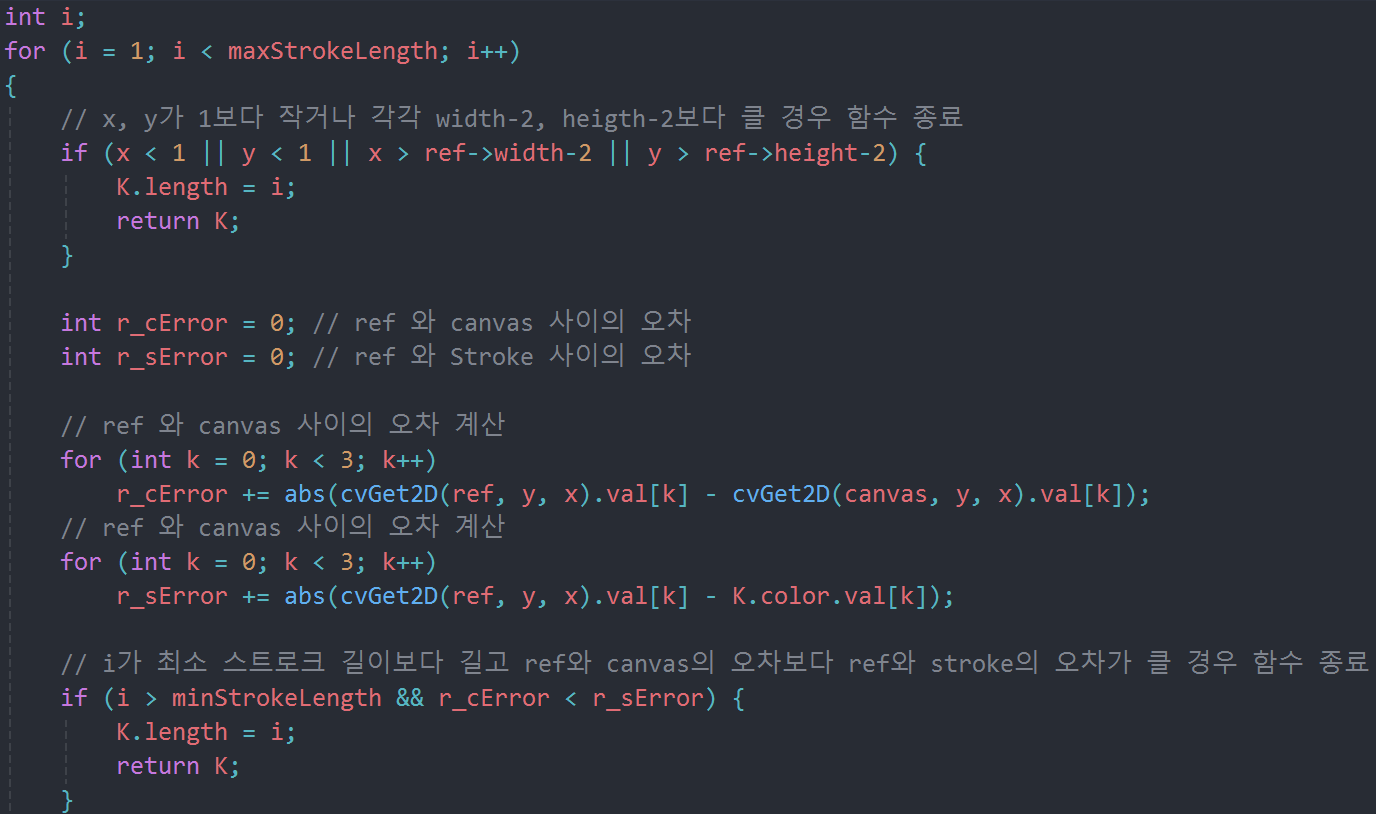 int i;
for (i = 1; i < maxStrokeLength; i++)
{
    // x, y가 1보다 작거나 각각 width-2, heigth-2보다 클 경우 함수 종료
    if (x < 1 || y < 1 || x > ref->width-2 || y > ref->height-2) {
        K.length = i;
        return K;
    }

    int r_cError = 0; // ref 와 canvas 사이의 오차
    int r_sError = 0; // ref 와 Stroke 사이의 오차

    // ref 와 canvas 사이의 오차 계산
    for (int k = 0; k < 3; k++)
        r_cError += abs(cvGet2D(ref, y, x).val[k] - cvGet2D(canvas, y, x).val[k]);
    // ref 와 canvas 사이의 오차 계산
    for (int k = 0; k < 3; k++)
        r_sError += abs(cvGet2D(ref, y, x).val[k] - K.color.val[k]);

    // i가 최소 스트로크 길이보다 길고 ref와 canvas의 오차보다 ref와 stroke의 오차가 클 경우 함수 종료
    if (i > minStrokeLength && r_cError < r_sError) {
        K.length = i;
        return K;
    }